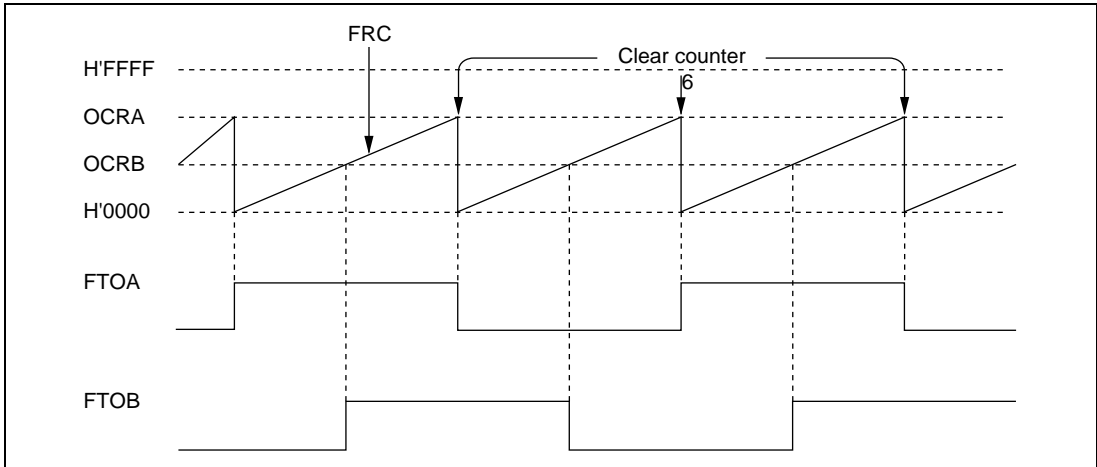 FRC
Clear counter
6
H'FFFF
OCRA
OCRB
H'0000
FTOA
FTOB